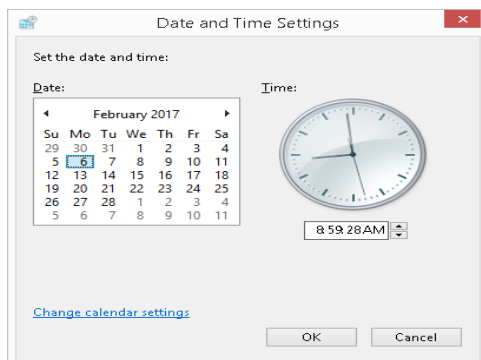 Date and Time Settings
Set the date and time:
Date:
Time:
February 2017
Su Mo Tu We Th Fr Sa
29 30 31 1 2 3 4
5 6 7 8 9 10 11
12 13 14 15 16 17 18
19 20 21 22 23 24 25
26 27 28 1 2 3 4
5 6 7 8 9 10 11
8:59:28 AM
Change calendar settings
OK Cancel